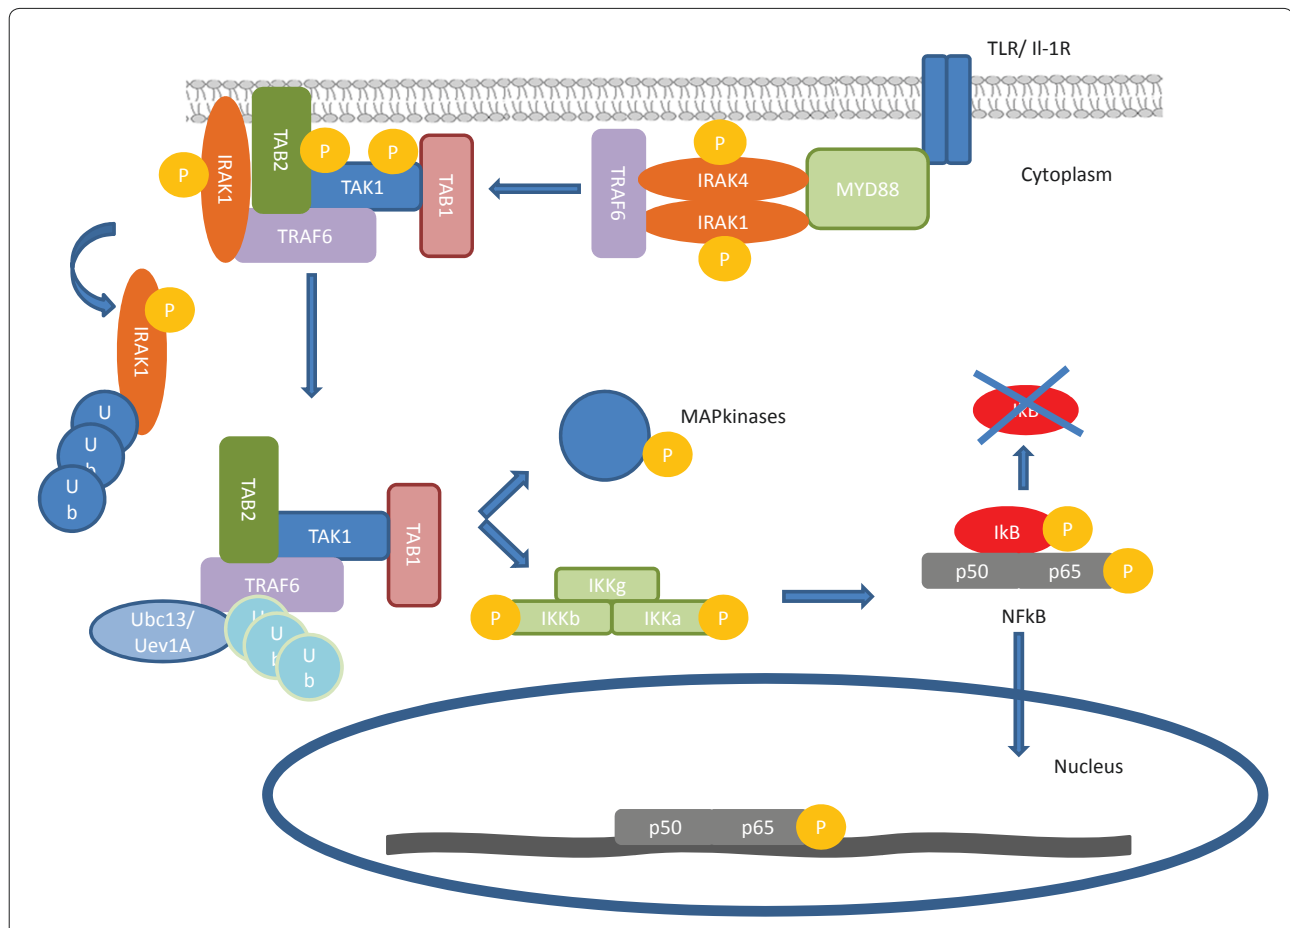 TLR/ Il-1R
Cytoplasm
IRAK1
P
TAB2
P
P
TAK1
TAB1
TRAF6
TRAF6
P
IRAK4
IRAK1
P
MYD88
IRAK1
P
U
U
b
U
b
TAB2
TAK1
TAB1
TRAF6
Ubc13/
Uev1A
U
U
b
U
b
MAPkinases
P
IKKg
P
IKKb
IKKa
P
IkB
IkB
P
p50
p65
P
NFkB
Nucleus
p50
p65
P